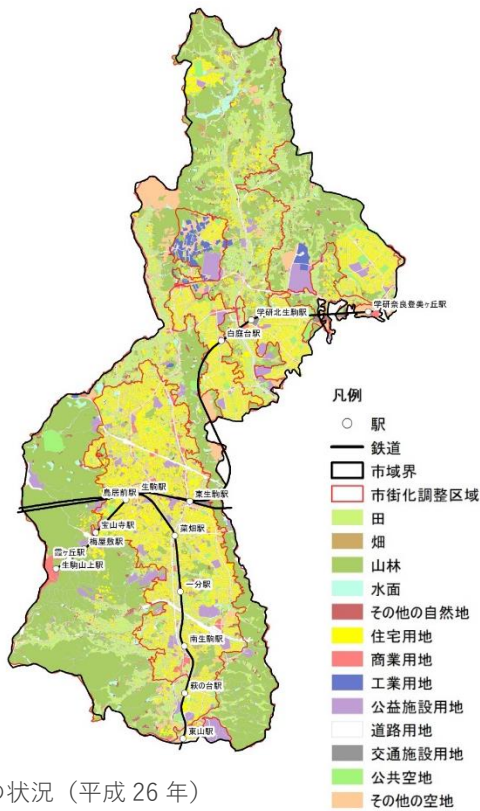 学研北生駒駅
学研奈良登美ヶ丘駅
白庭台駅
生駒駅
鳥居前駅
東生駒駅
宝山寺駅
菜畑駅
梅屋敷駅
霞ヶ丘駅
生駒山上駅
一分駅
南生駒駅
萩の台駅
東山駅
凡例
駅
鉄道
市域界
市街化調整区域
田
畑
山林
水面
その他の自然地
住宅用地
商業用地
工業用地
公益施設用地
道路用地
交通施設用地
公共空地
その他の空地
の状況（平成 26 年）